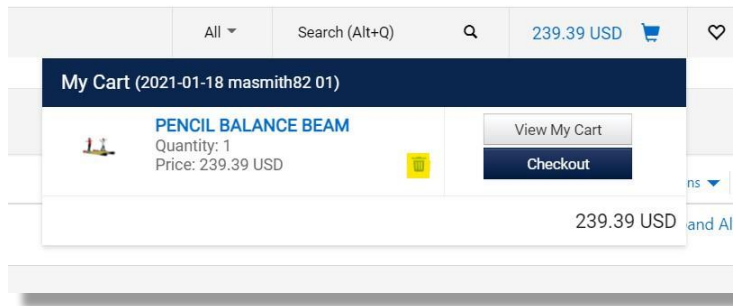 All Search (Alt+Q) 239.39 USD
My Cart (2021-01-18 masmith82 01)
PENCIL BALANCE BEAM
Quantity: 1
Price: 239.39 USD
View My Cart
Checkout
ns
239.39 USD
and Al